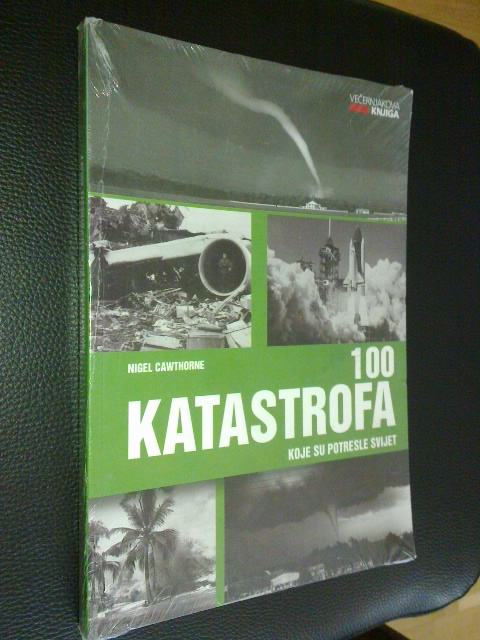 VEČERNJAKOVA
KNJIGA
NIGEL CAWTHORNE
100
KATASTROFA
KOJE SU POTRESLE SVIJET